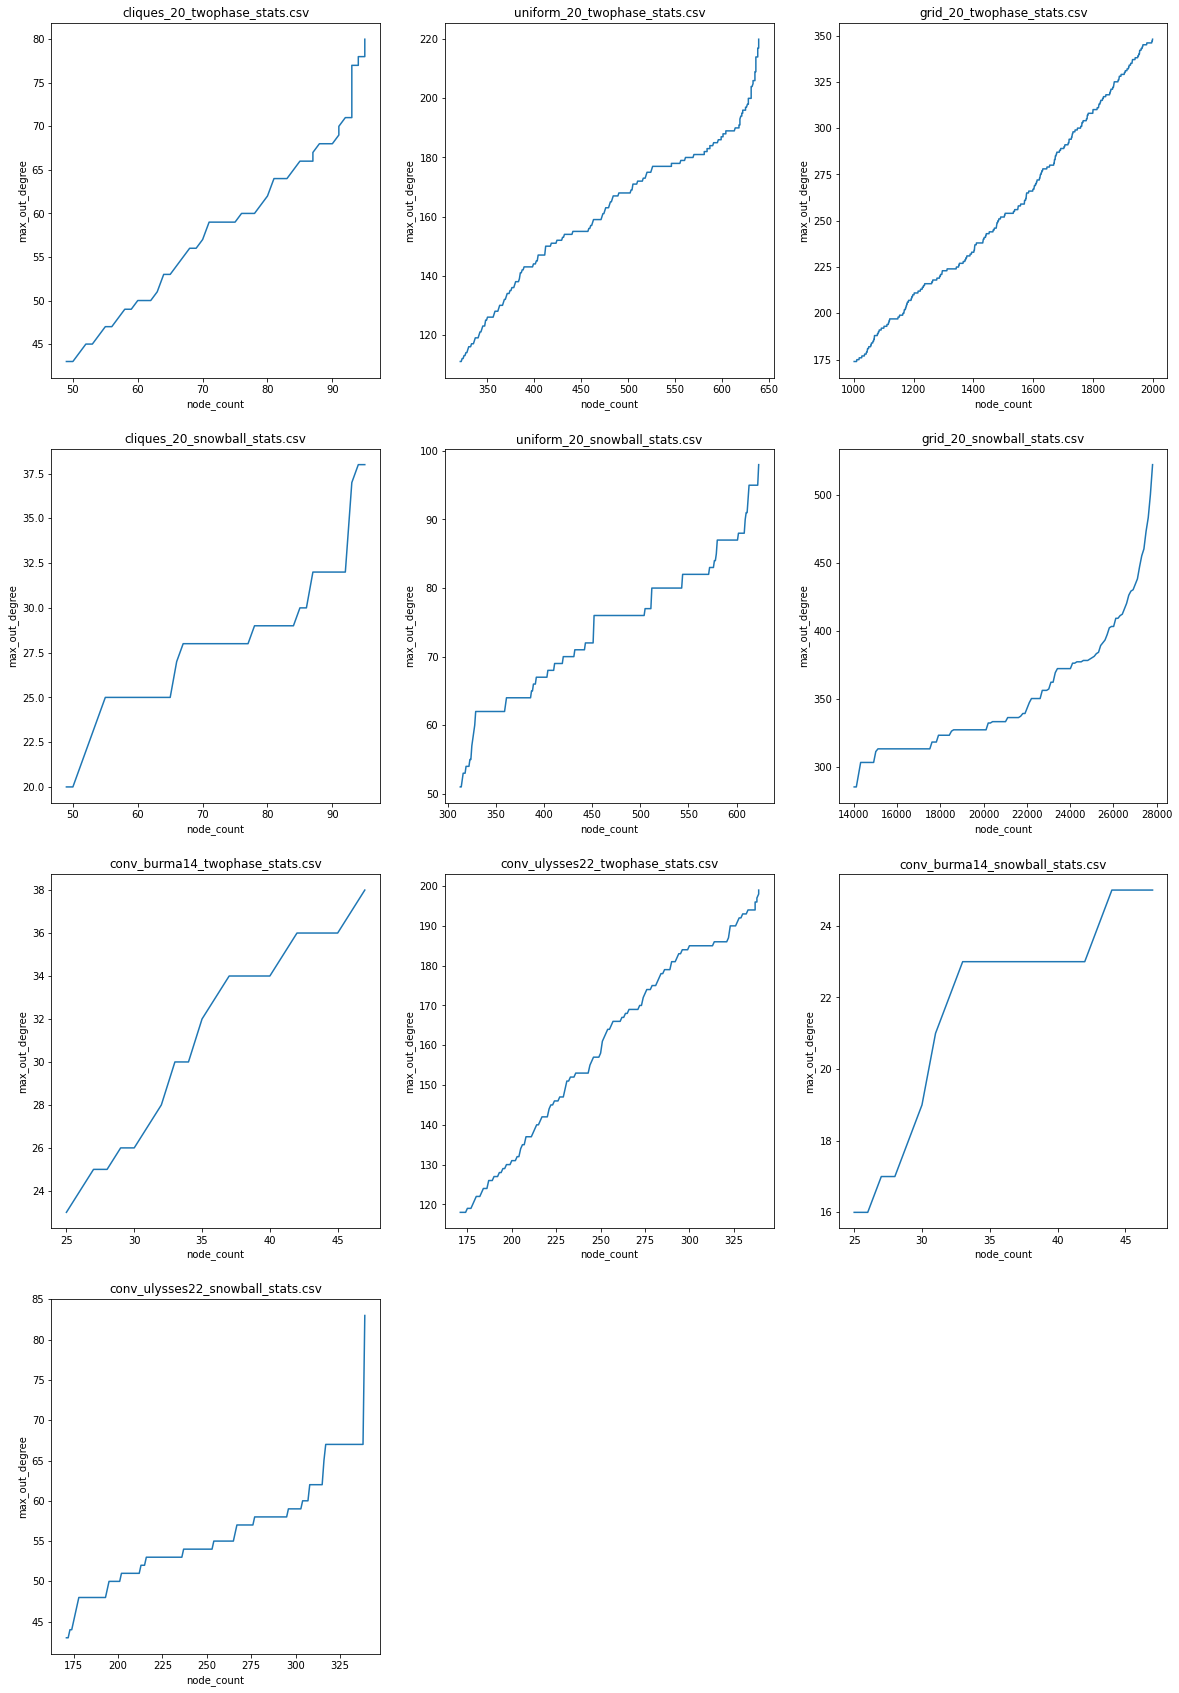 cliques_20_twophase_stats.csv
max_out_degree
80
75
70
65
60
55
50
45
50 60 70 80 90
node_count
uniform_20_twophase_stats.csv
max_out_degree
220
200
180
160
140
120
350 400 450 500 550 600 650
node_count
grid_20_twophase_stats.csv
max_out_degree
350
325
300
275
250
225
200
175
1000 1200 1400 1600 1800 2000
node_count
cliques_20_snowball_stats.csv
max_out_degree
37.5
35.0
32.5
30.0
27.5
25.0
22.5
20.0
50 60 70 80 90
node_count
uniform_20_snowball_stats.csv
max_out_degree
100
90
80
70
60
50
300 350 400 450 500 550 600
node_count
grid_20_snowball_stats.csv
max_out_degree
500
450
400
350
300
14000 16000 18000 20000 22000 24000 26000 28000
node_count
conv_burma14_twophase_stats.csv
max_out_degree
38
36
34
32
30
28
26
24
25 30 35 40 45
node_count
conv_ulysses22_twophase_stats.csv
max_out_degree
200
190
180
170
160
150
140
130
120
175 200 225 250 275 300 325
node_count
conv_burma14_snowball_stats.csv
max_out_degree
24
22
20
18
16
25 30 35 40 45
node_count
conv_ulysses22_snowball_stats.csv
max_out_degree
85
80
75
70
65
60
55
50
45
175 200 225 250 275 300 325
node_count